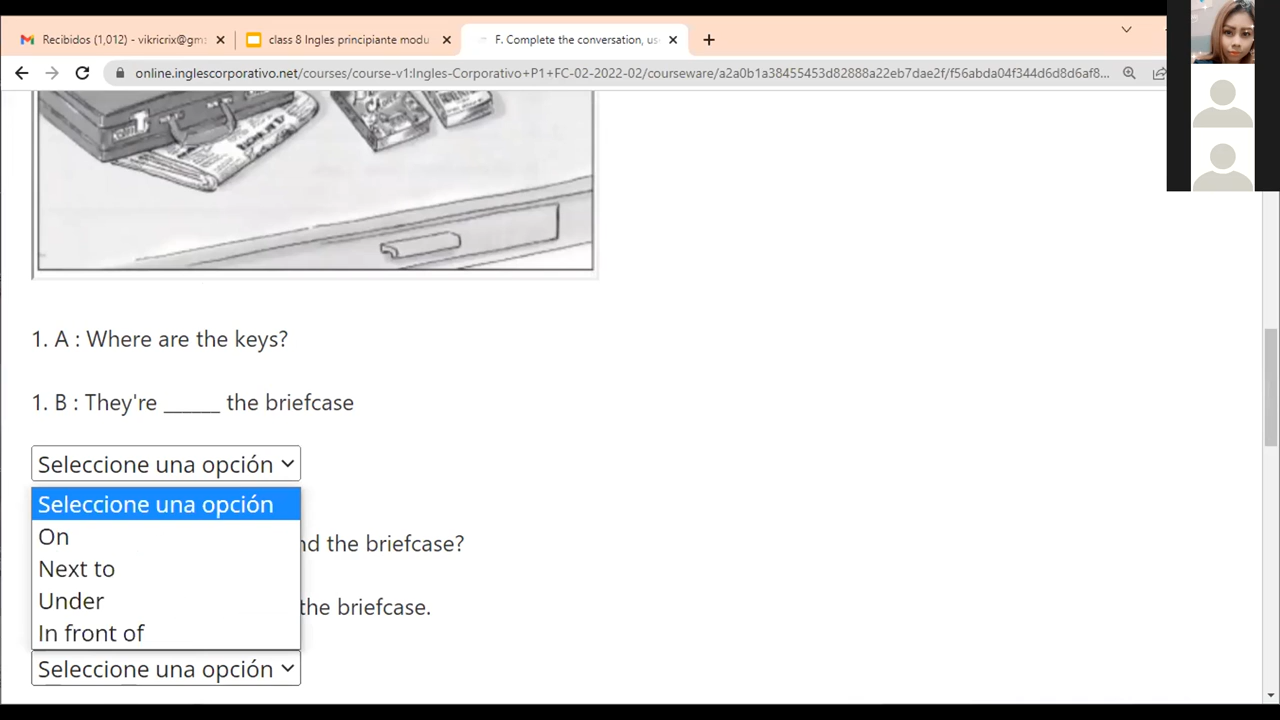 Recibidos (1,012) - vikricrix@gm
class 8 Ingles principiante modu
F. Complete the conversation, us
online.inglescorporativo.net/courses/course-v1:Ingles-Corporativo+P1+FC-02-2022-02/courseware/a2a0b1a38455453d82888a22eb7dae2f/f56abda04f344d6d8d6af8...
1. A : Where are the keys?
1. B : They're ______ the briefcase
Seleccione una opción
Seleccione una opción
On
nd the briefcase?
Next to
Under
the briefcase.
In front of
Seleccione una opción